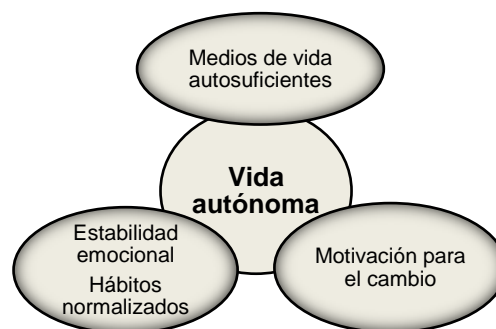 Medios de vida
autosuficientes
Vida
autónoma
Estabilidad
emocional
Hábitos
normalizados
Motivación para
el cambio